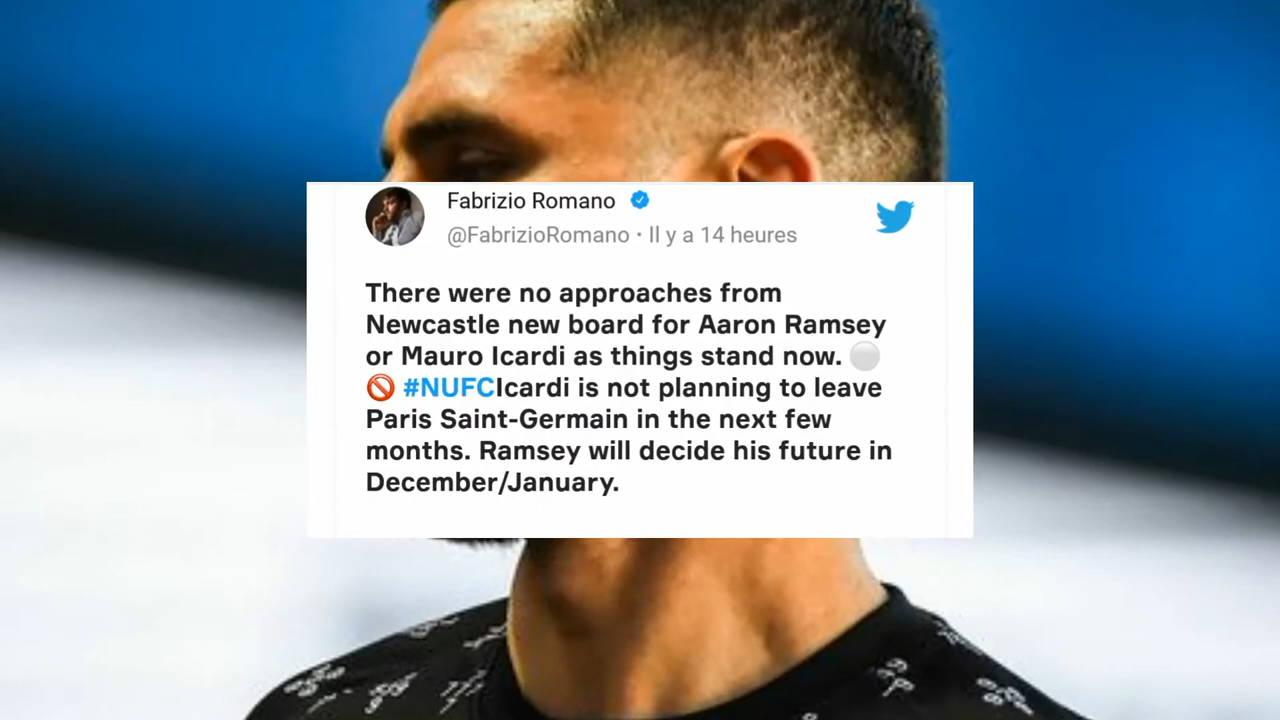 Fabrizio Romano
@FabrizioRomano · Il y a 14 heures
There were no approaches from
Newcastle new board for Aaron Ramsey
or Mauro Icardi as things stand now. ⚪
🚫 #NUFCIcardi is not planning to leave
Paris Saint-Germain in the next few
months. Ramsey will decide his future in
December/January.